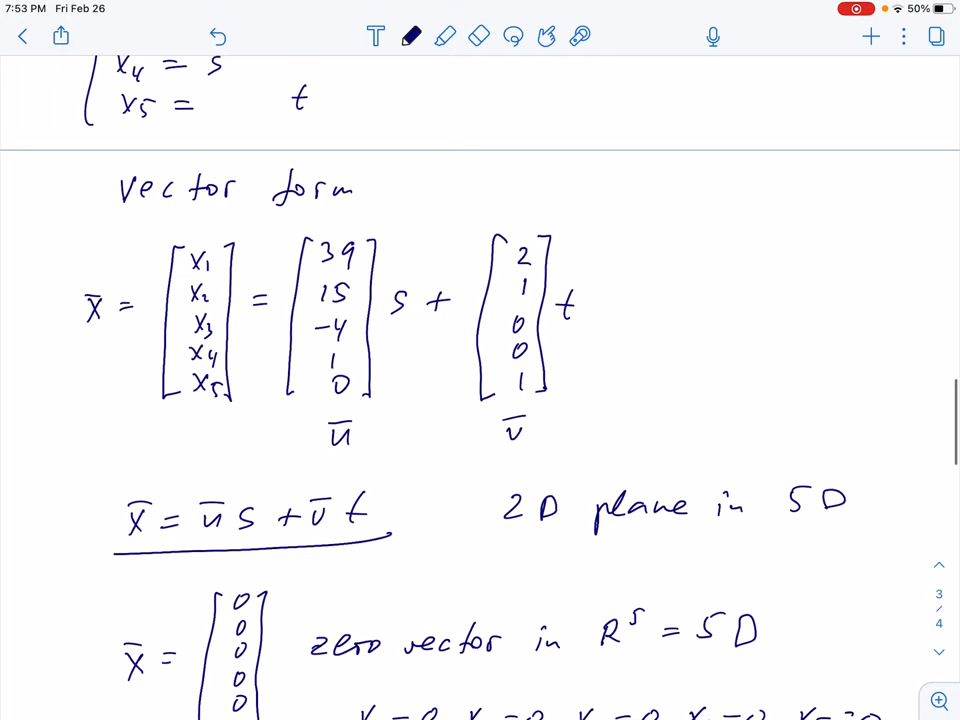 7:53 PM Fri Feb 26 50%
x4 = s
x5 = t
vector form
x̄ = [x1 x2 x3 x4 x5] = [39 15 -4 1 0] s + [2 1 0 0 1] t
ū v̄
x̄ = ū s + v̄ t 2D plane in 5D
x̄ = [0 0 0 0 0] zero vector in R⁵ = 5D
3 / 4